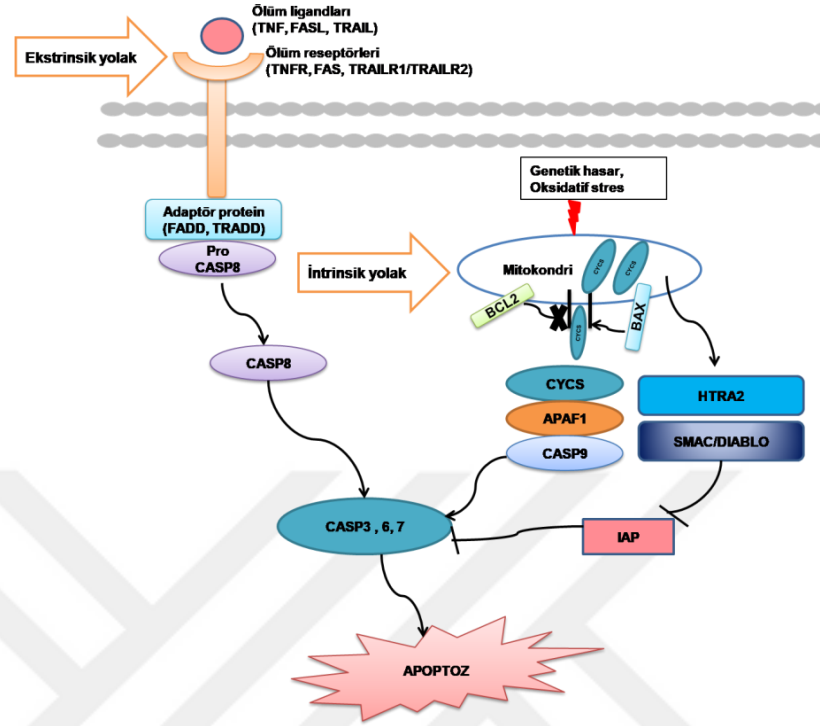 Ölüm ligandları
(TNF, FASL, TRAIL)
Ekstrinsik yolak
Ölüm reseptörleri
(TNFR, FAS, TRAILR1/TRAILR2)
Genetik hasar,
Oksidatif stres
Adaptör protein
(FADD, TRADD)
Pro
CASP8
İntrinsik yolak
Mitokondri
CYCS
CYCS
BCL2
BAX
CYCS
CASP8
CYCS
HTRA2
APAF1
SMAC/DIABLO
CASP9
CASP3 , 6, 7
IAP
APOPTOZ